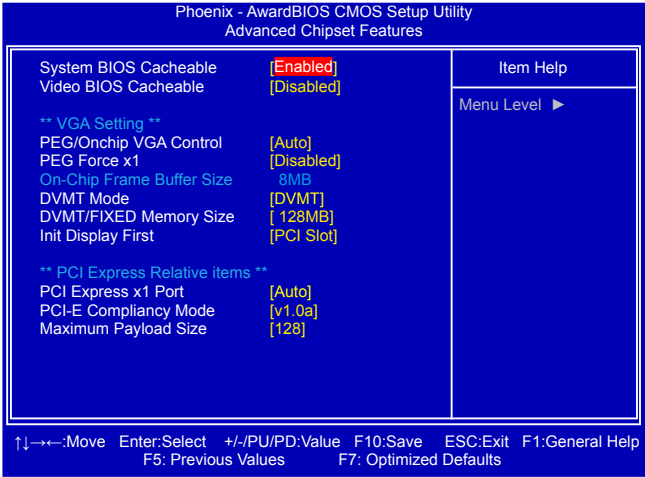 Phoenix - AwardBIOS CMOS Setup Utility
Advanced Chipset Features
System BIOS Cacheable [Enabled]
Video BIOS Cacheable [Disabled]
** VGA Setting **
PEG/Onchip VGA Control [Auto]
PEG Force x1 [Disabled]
On-Chip Frame Buffer Size 8MB
DVMT Mode [DVMT]
DVMT/FIXED Memory Size [ 128MB]
Init Display First [PCI Slot]
** PCI Express Relative items **
PCI Express x1 Port [Auto]
PCI-E Compliancy Mode [v1.0a]
Maximum Payload Size [128]
Item Help
Menu Level ►
↑↓→←:Move Enter:Select +/-/PU/PD:Value F10:Save ESC:Exit F1:General Help
F5: Previous Values F7: Optimized Defaults